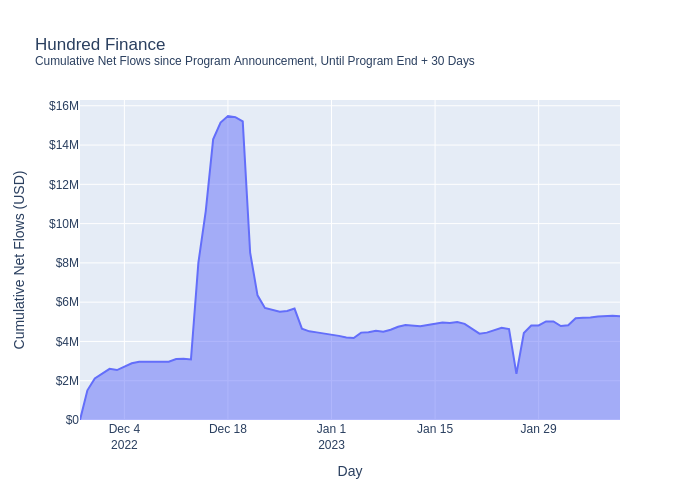 Hundred Finance
Cumulative Net Flows since Program Announcement, Until Program End + 30 Days
Cumulative Net Flows (USD)
$16M
$14M
$12M
$10M
$8M
$6M
$4M
$2M
$0
Dec 4 Dec 18 Jan 1 Jan 15 Jan 29
2022 2023
Day